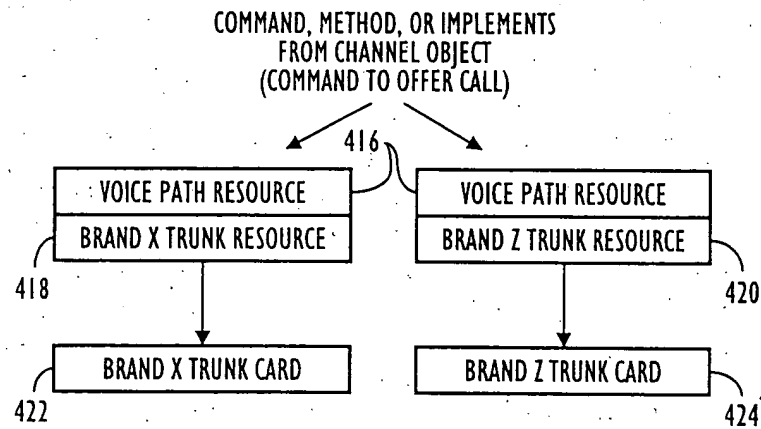 COMMAND, METHOD, OR IMPLEMENTS
FROM CHANNEL OBJECT
(COMMAND TO OFFER CALL)
416
VOICE PATH RESOURCE
BRAND X TRUNK RESOURCE
418
VOICE PATH RESOURCE
BRAND Z TRUNK RESOURCE
420
BRAND X TRUNK CARD
422
BRAND Z TRUNK CARD
424